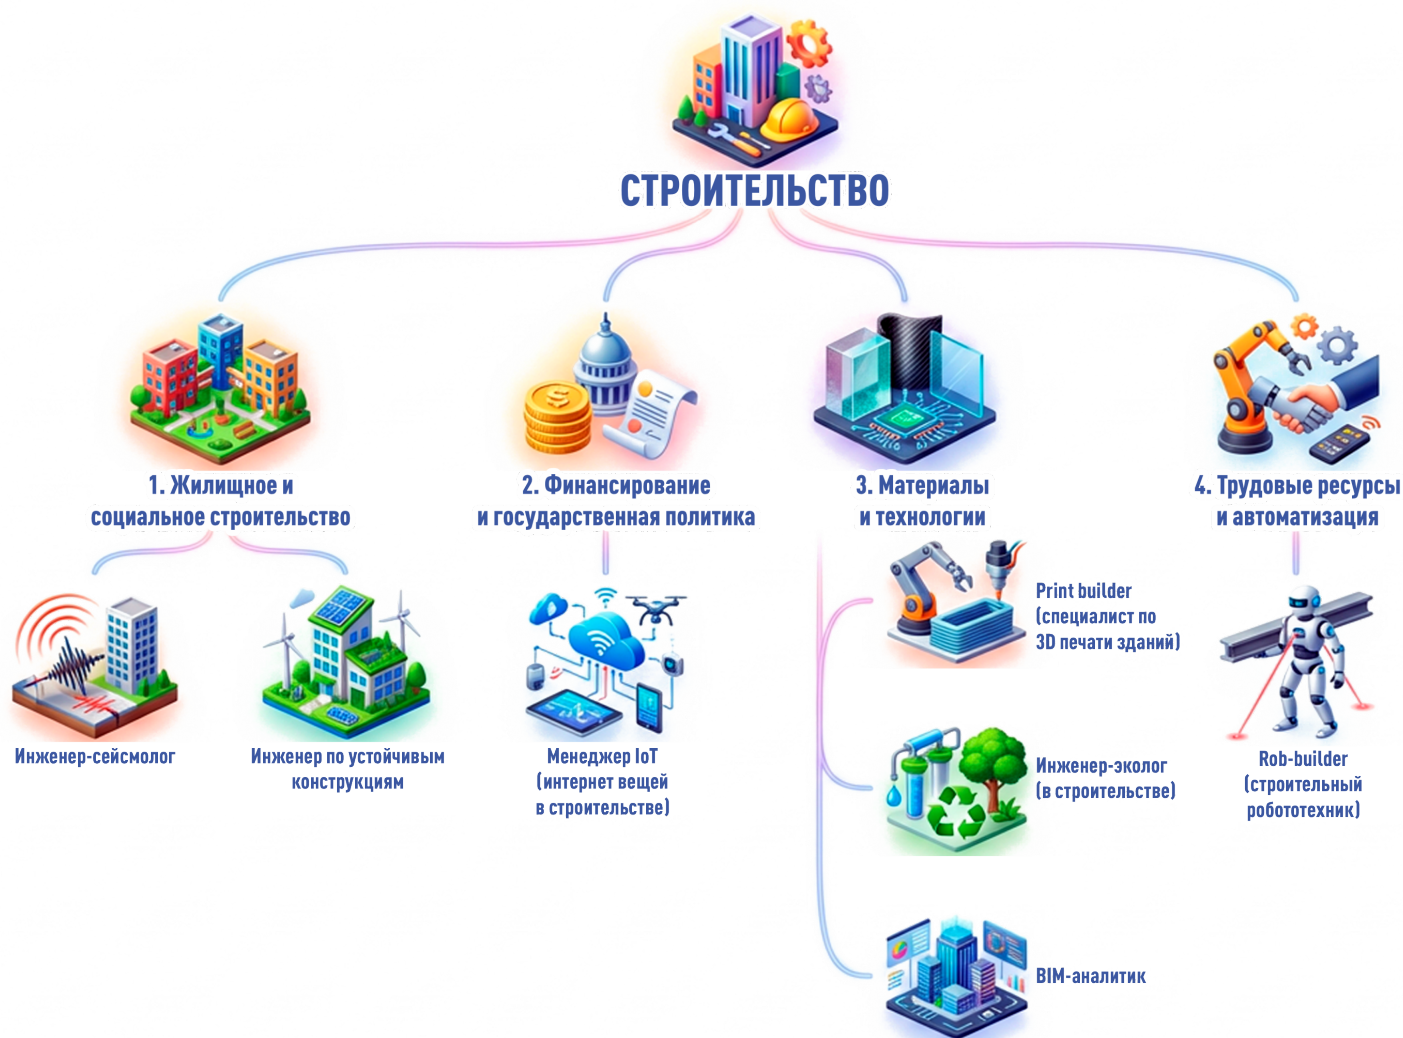 СТРОИТЕЛЬСТВО
1. Жилищное и
социальное строительство
2. Финансирование
и государственная политика
3. Материалы
и технологии
4. Трудовые ресурсы
и автоматизация
Инженер-сейсмолог
Инженер по устойчивым
конструкциям
Менеджер IoT
(интернет вещей
в строительстве)
Print builder
(специалист по
3D печати зданий)
Инженер-эколог
(в строительстве)
BIM-аналитик
Rob-builder
(строительный
робототехник)